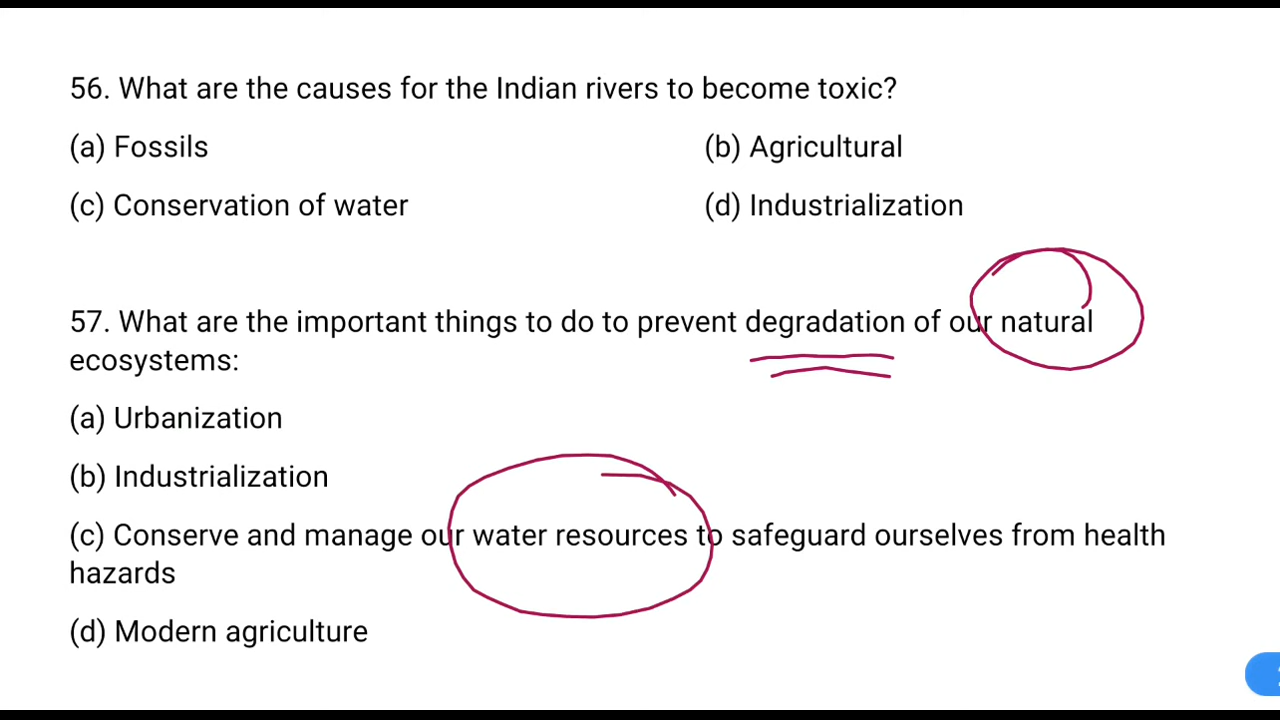 56. What are the causes for the Indian rivers to become toxic?
(a) Fossils (b) Agricultural
(c) Conservation of water (d) Industrialization
57. What are the important things to do to prevent degradation of our natural
ecosystems:
(a) Urbanization
(b) Industrialization
(c) Conserve and manage our water resources to safeguard ourselves from health
hazards
(d) Modern agriculture